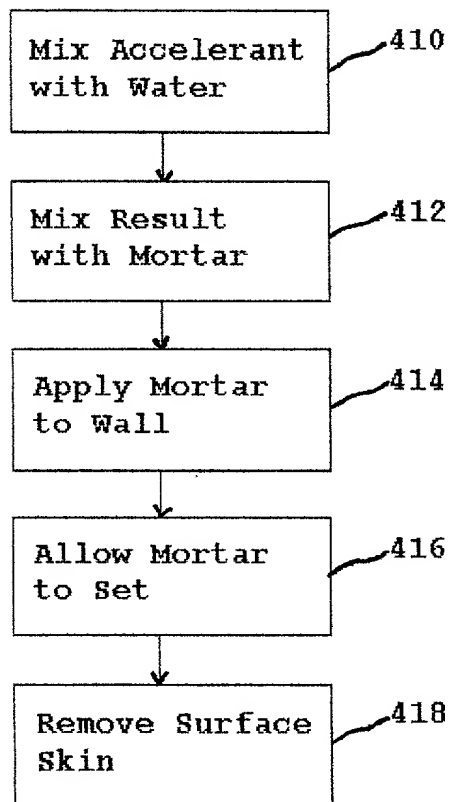 Mix Accelerant
with Water
410
Mix Result
with Mortar
412
Apply Mortar
to Wall
414
Allow Mortar
to Set
416
Remove Surface
Skin
418